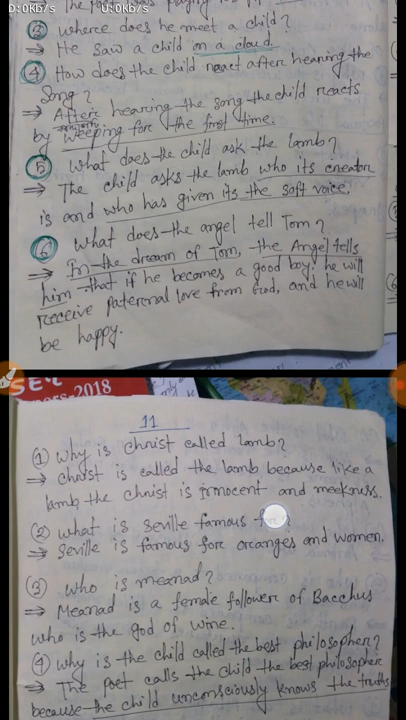 D:0Kb/s U:0Kb/s
③ Where does he meet a child?
⇒ He saw a child on a cloud.
④ How does the child react after hearing the
Song?
⇒ After hearing the song the child reacts
by weeping for the first time.
⑤ What does the child ask the lamb?
⇒ The child asks the lamb who its creator
is and who has given its the soft voice.
⑥ What does the angel tell Tom?
⇒ In the dream of Tom, the Angel tells
him that if he becomes a good boy, he will
receive paternal love from God, and he will
be happy.
2018
11
① Why is Christ called lamb?
⇒ Christ is called the lamb because like a
lamb the Christ is innocent and meekness.
② What is Seville famous for?
⇒ Seville is famous for oranges and women.
③ Who is meanad?
⇒ Meanad is a female follower of Bacchus
who is the god of wine.
④ Why is the child called the best philosopher?
⇒ The poet calls the child the best philosopher
because the child unconsciously knows the truths